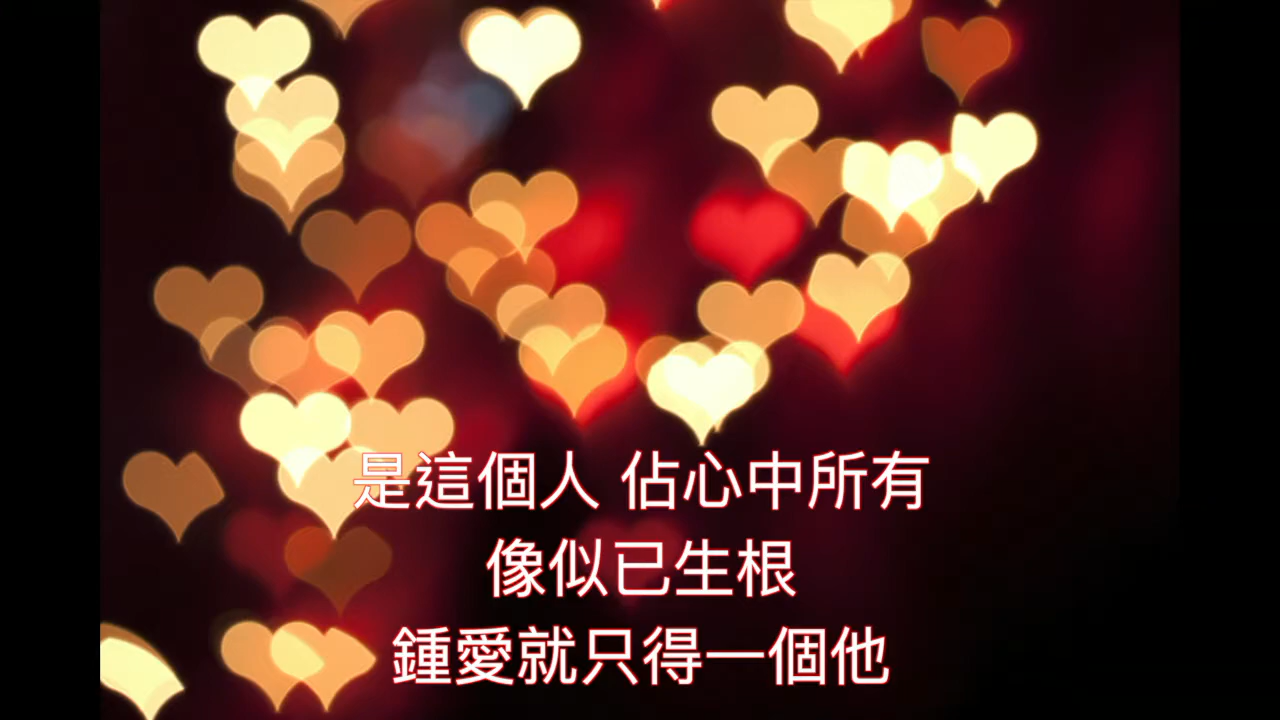 是這個人 佔心中所有
像似已生根
鍾愛就只得一個他